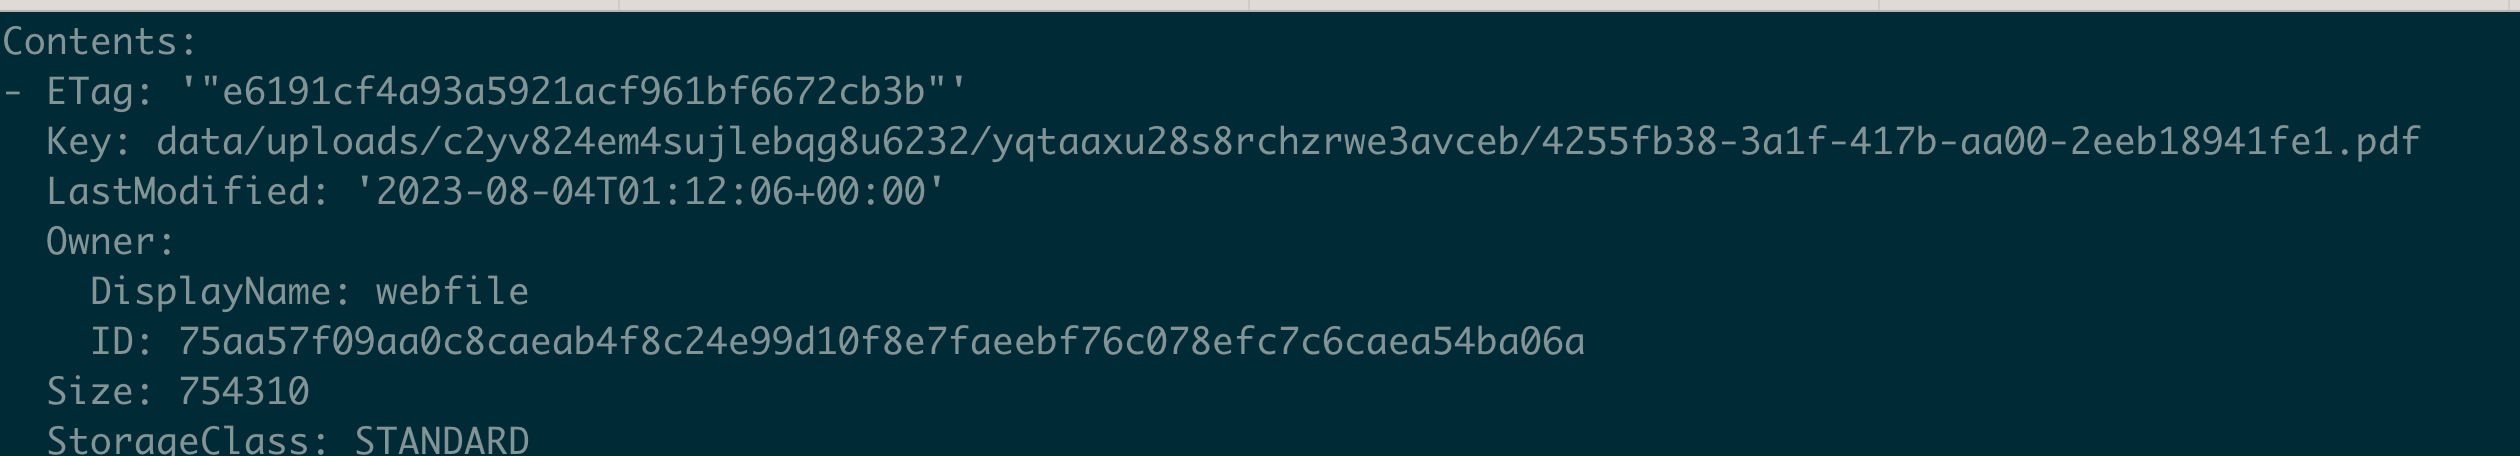 Contents:
- ETag: '"e6191cf4a93a5921acf961bf6672cb3b"'
  Key: data/uploads/c2yv824em4sujlebqg8u6232/yqtaaxu28s8rchzrwe3avceb/4255fb38-3a1f-417b-aa00-2eeb18941fe1.pdf
  LastModified: '2023-08-04T01:12:06+00:00'
  Owner:
    DisplayName: webfile
    ID: 75aa57f09aa0c8caeab4f8c24e99d10f8e7faeebf76c078efc7c6caea54ba06a
  Size: 754310
  StorageClass: STANDARD